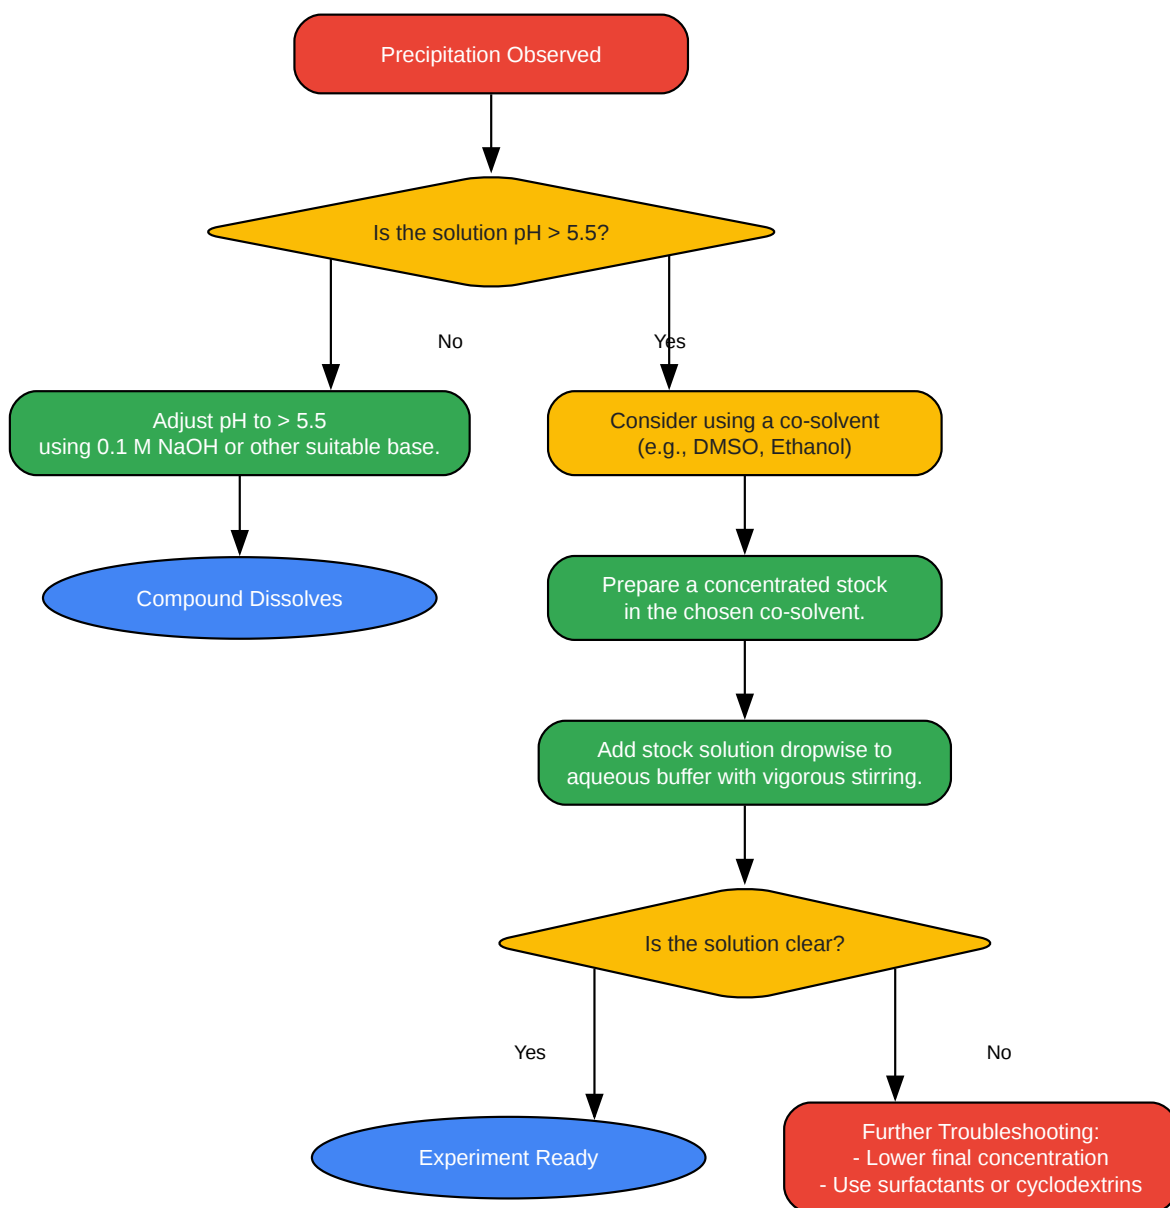 Precipitation Observed
Is the solution pH > 5.5?
No
Yes
Adjust pH to > 5.5
using 0.1 M NaOH or other suitable base.
Consider using a co-solvent
(e.g., DMSO, Ethanol)
Compound Dissolves
Prepare a concentrated stock
in the chosen co-solvent.
Add stock solution dropwise to
aqueous buffer with vigorous stirring.
Is the solution clear?
Yes
No
Experiment Ready
Further Troubleshooting:
- Lower final concentration
- Use surfactants or cyclodextrins